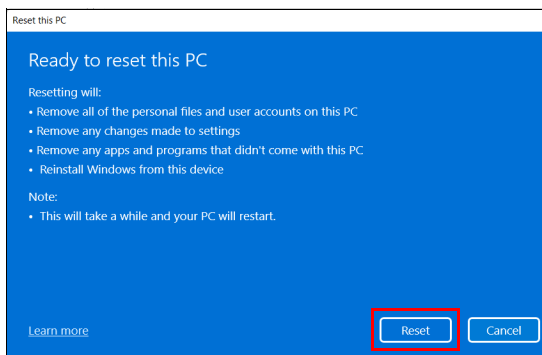 Reset this PC
Ready to reset this PC
Resetting will:
• Remove all of the personal files and user accounts on this PC
• Remove any changes made to settings
• Remove any apps and programs that didn't come with this PC
• Reinstall Windows from this device
Note:
• This will take a while and your PC will restart.
Learn more
Reset
Cancel